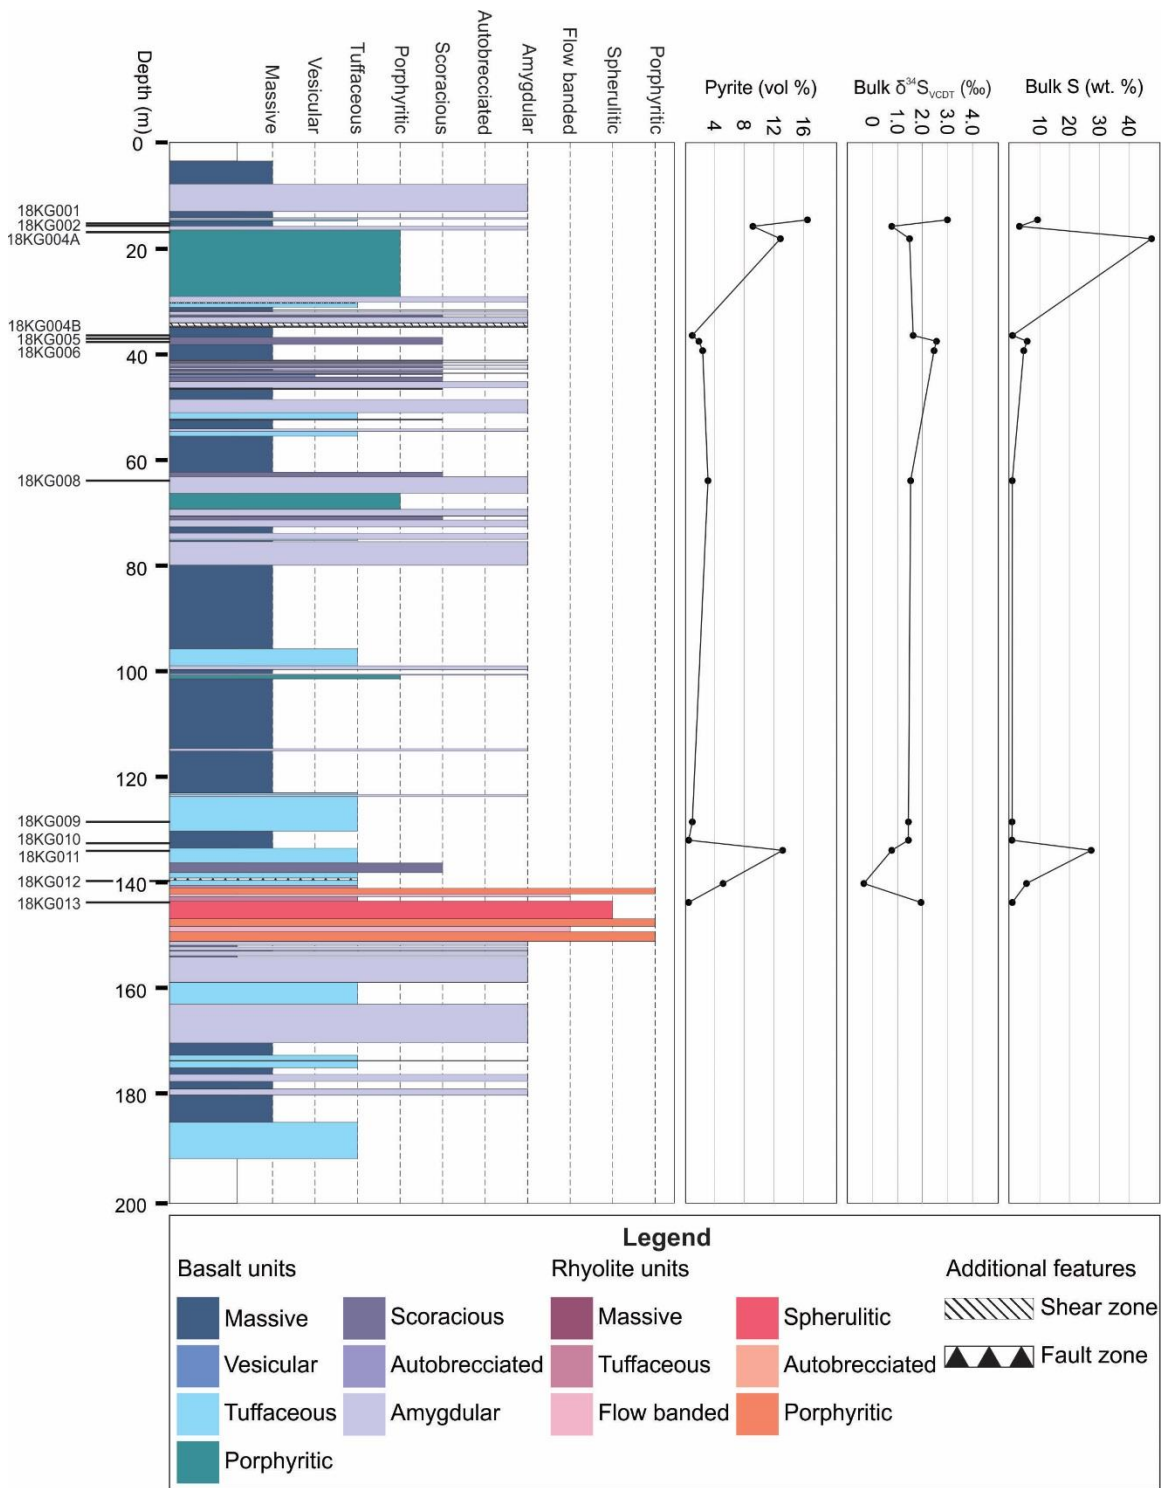 Depth (m)
Massive
Vesicular
Tuffaceous
Porphyritic
Scoracious
Autobrecciated
Amygdular
Flow banded
Spherulitic
Porphyritic
Pyrite (vol %)
4 8 12 16
Bulk δ³⁴S_VCDT (‰)
0 1.0 2.0 3.0 4.0
Bulk S (wt. %)
10 20 30 40
0
18KG001
18KG002
18KG004A
20
18KG004B
18KG005
18KG006
40
60
18KG008
80
100
120
18KG009
18KG010
18KG011
18KG012
140
18KG013
160
180
200
Legend
Basalt units
Massive
Vesicular
Tuffaceous
Porphyritic
Scoracious
Autobrecciated
Amygdular
Rhyolite units
Massive
Tuffaceous
Flow banded
Spherulitic
Autobrecciated
Porphyritic
Additional features
Shear zone
Fault zone